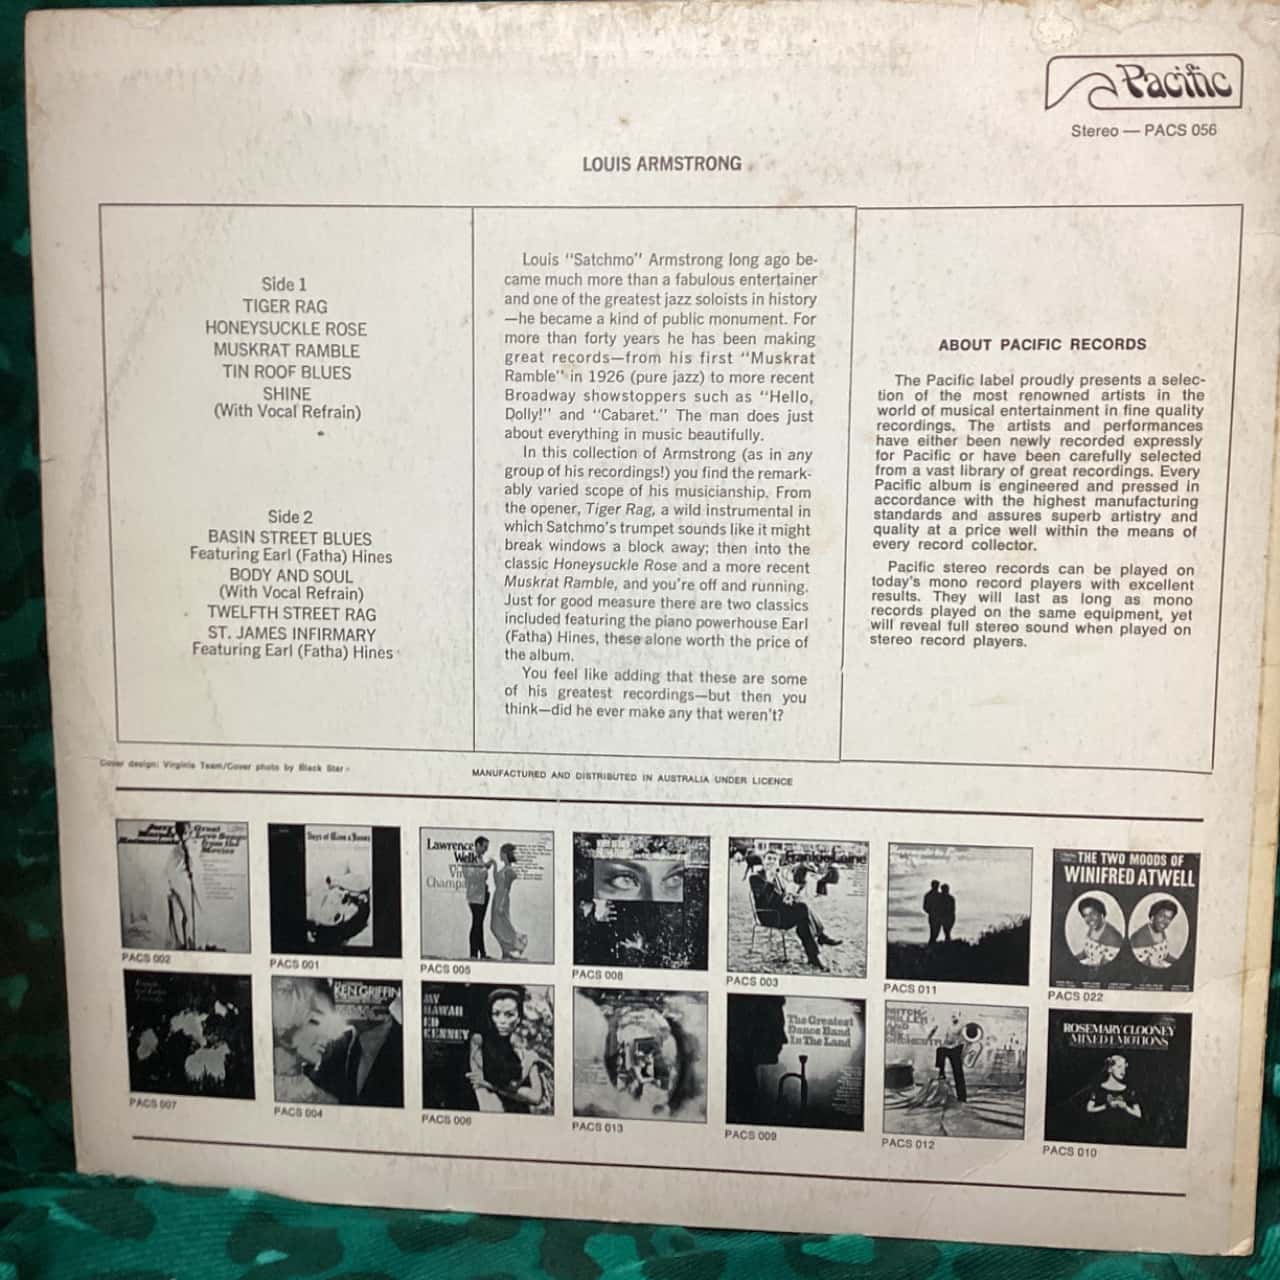 Pacific
Stereo — PACS 056
LOUIS ARMSTRONG
Side 1
TIGER RAG
HONEYSUCKLE ROSE
MUSKRAT RAMBLE
TIN ROOF BLUES
SHINE
(With Vocal Refrain)
Side 2
BASIN STREET BLUES
Featuring Earl (Fatha) Hines
BODY AND SOUL
(With Vocal Refrain)
TWELFTH STREET RAG
ST. JAMES INFIRMARY
Featuring Earl (Fatha) Hines
Louis "Satchmo" Armstrong long ago be-
came much more than a fabulous entertainer
and one of the greatest jazz soloists in history
—he became a kind of public monument. For
more than forty years he has been making
great records—from his first "Muskrat
Ramble" in 1926 (pure jazz) to more recent
Broadway showstoppers such as "Hello,
Dolly!" and "Cabaret." The man does just
about everything in music beautifully.
In this collection of Armstrong (as in any
group of his recordings!) you find the remark-
ably varied scope of his musicianship. From
the opener, Tiger Rag, a wild instrumental in
which Satchmo's trumpet sounds like it might
break windows a block away; then into the
classic Honeysuckle Rose and a more recent
Muskrat Ramble, and you're off and running.
Just for good measure there are two classics
included featuring the piano powerhouse Earl
(Fatha) Hines, these alone worth the price of
the album.
You feel like adding that these are some
of his greatest recordings—but then you
think—did he ever make any that weren't?
ABOUT PACIFIC RECORDS
The Pacific label proudly presents a selec-
tion of the most renowned artists in the
world of musical entertainment in fine quality
recordings. The artists and performances
have either been newly recorded expressly
for Pacific or have been carefully selected
from a vast library of great recordings. Every
Pacific album is engineered and pressed in
accordance with the highest manufacturing
standards and assures superb artistry and
quality at a price well within the means of
every record collector.
Pacific stereo records can be played on
today's mono record players with excellent
results. They will last as long as mono
records played on the same equipment, yet
will reveal full stereo sound when played on
stereo record players.
Cover design: Virginia Team/Cover photo by Black Star
MANUFACTURED AND DISTRIBUTED IN AUSTRALIA UNDER LICENCE
Great
Love Songs
from the
Movies
Days of Wine & Roses
Lawrence
Welk
Champa
Frankie Laine
THE TWO MOODS OF
WINIFRED ATWELL
PACS 002
PACS 001
PACS 005
PACS 008
PACS 003
PACS 011
PACS 022
KEN GRIFFIN
HAWAII
ED
KENNEY
The Greatest
Dance Band
In The Land
MITCH
MILLER
AND
ORCHESTRA
ROSEMARY CLOONEY
MIXED EMOTIONS
PACS 007
PACS 004
PACS 006
PACS 013
PACS 009
PACS 012
PACS 010